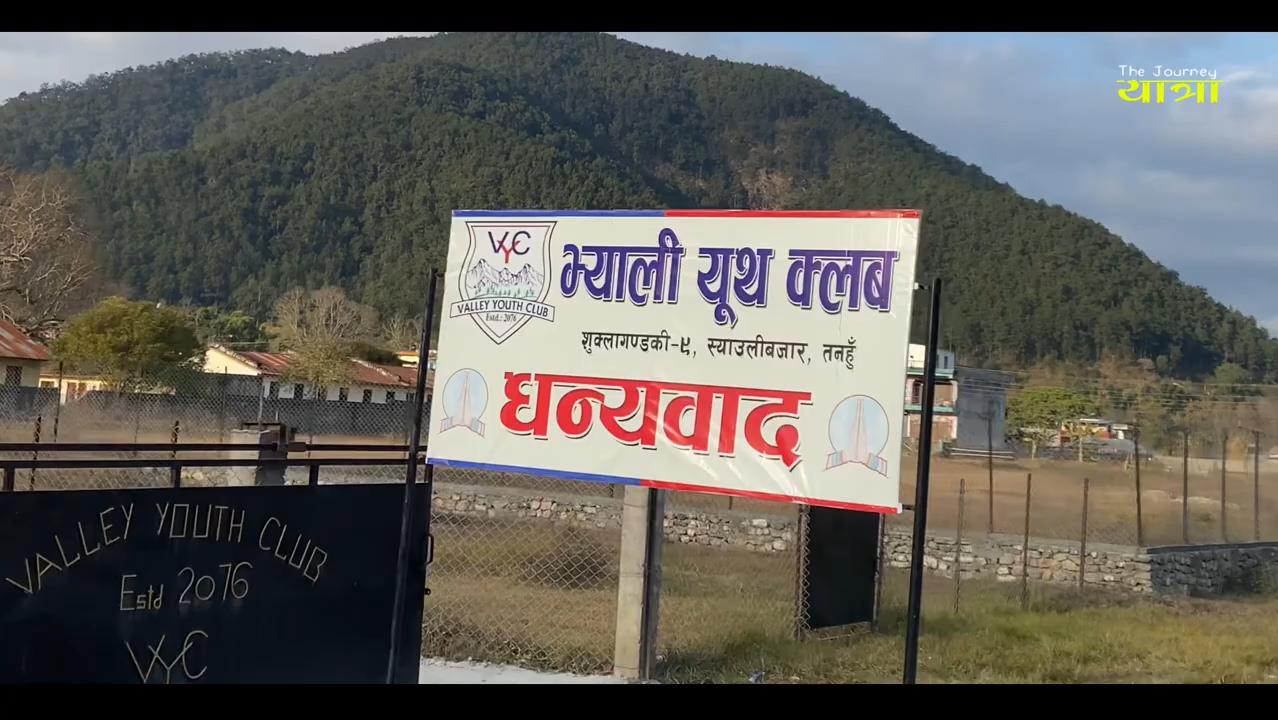 The Journey
यात्रा
VYC
VALLEY YOUTH CLUB
Estd.: 2076
भ्याली यूथ क्लब
शुक्लागण्डकी-९, स्याउलीबजार, तनहुँ
धन्यवाद
VALLEY YOUTH CLUB
Estd 2076
VYC